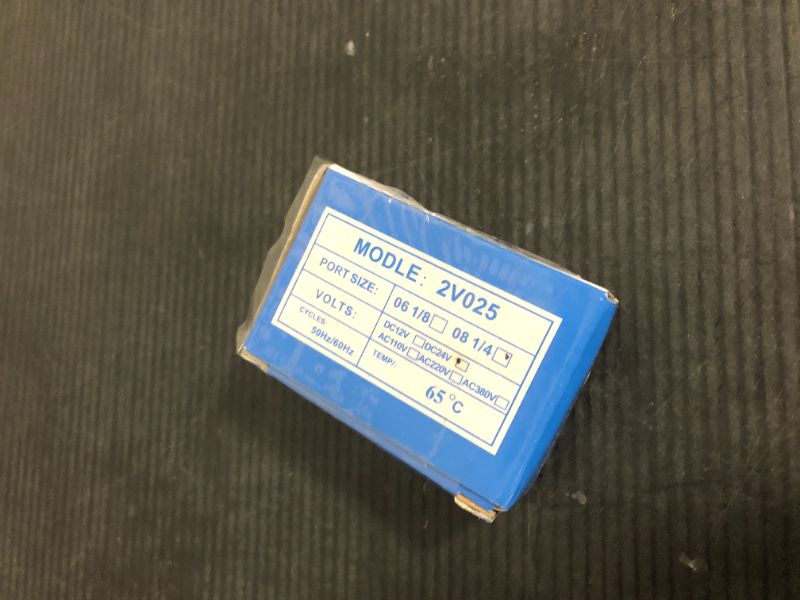 MODLE: 2V025
PORT SIZE: 06 1/8 08 1/4
VOLTS: DC12V DC24V
AC110V AC220V AC380V
CYCLES: 50Hz/60Hz
TEMP/: 65°C